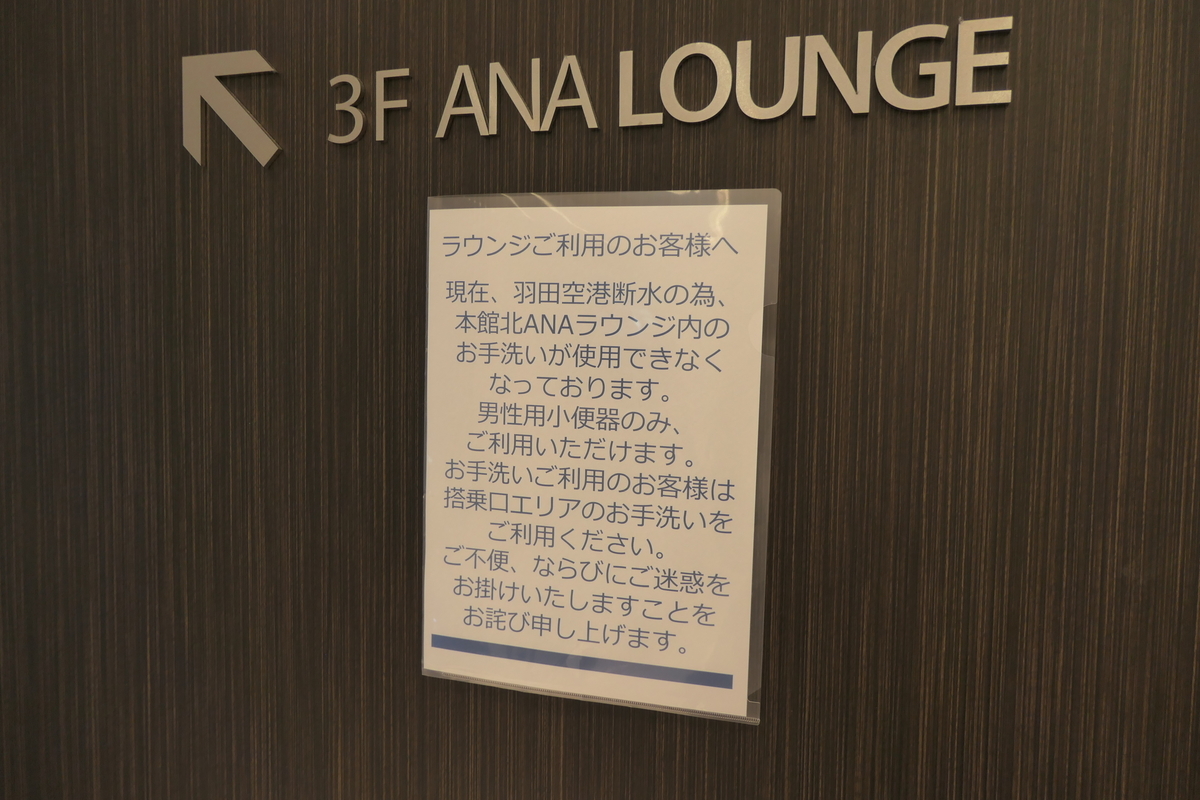 3F ANA LOUNGE
ラウンジご利用のお客様へ
現在、羽田空港断水の為、
本館北ANAラウンジ内の
お手洗いが使用できなく
なっております。
男性用小便器のみ、
ご利用いただけます。
お手洗いご利用のお客様は
搭乗口エリアのお手洗いを
ご利用ください。
ご不便、ならびにご迷惑を
お掛けいたしますことを
お詫び申し上げます。